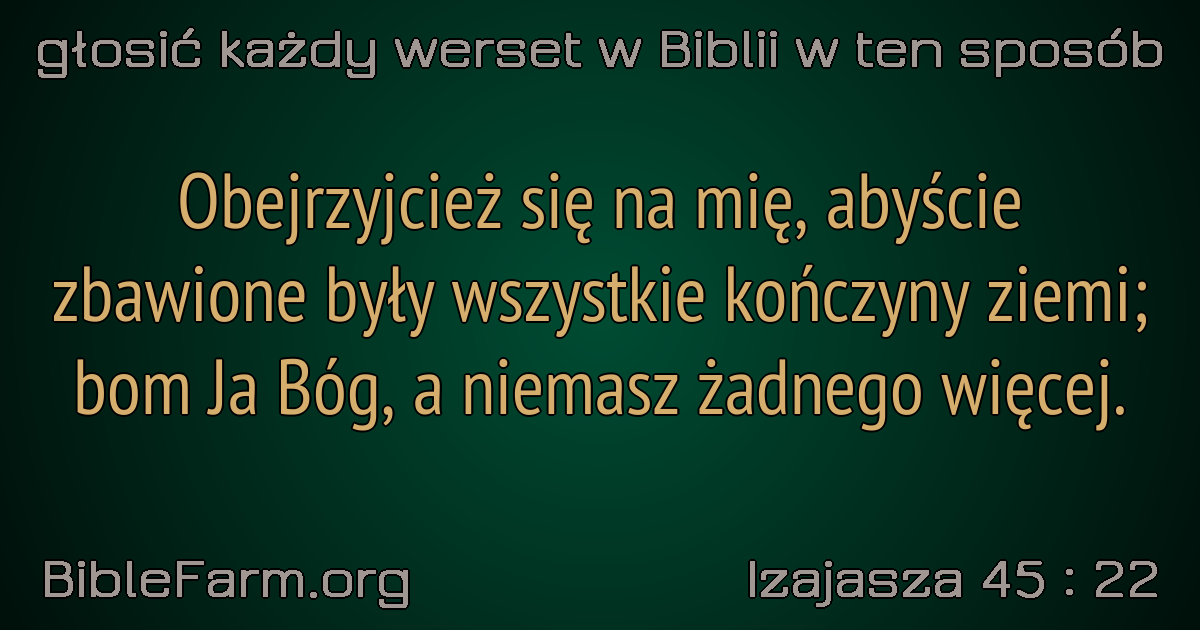 głosić każdy werset w Biblii w ten sposób
Obejrzyjcież się na mię, abyście
zbawione były wszystkie kończyny ziemi;
bom Ja Bóg, a niemasz żadnego więcej.
BibleFarm.org
Izajasza 45 : 22